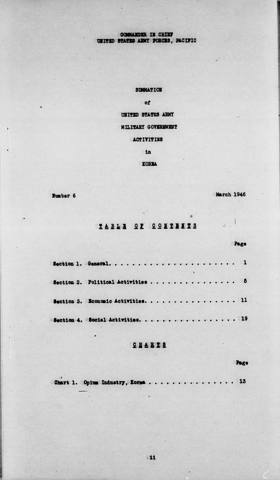 COMMANDER IN CHIEF
UNITED STATES ARMY FORCES, PACIFIC
SUMMATION
of
UNITED STATES ARMY
MILITARY GOVERNMENT
ACTIVITIES
in
KOREA
Number 6 March 1946
TABLE OF CONTENTS
Page
Section 1. General. . . . . . . . . . . . . . . . . . . . . 1
Section 2. Political Activities . . . . . . . . . . . . . . 5
Section 3. Economic Activities. . . . . . . . . . . . . . . 11
Section 4. Social Activities. . . . . . . . . . . . . . . . 19
CHARTS
Page
Chart 1. Opium Industry, Korea . . . . . . . . . . . . . . 13
ii